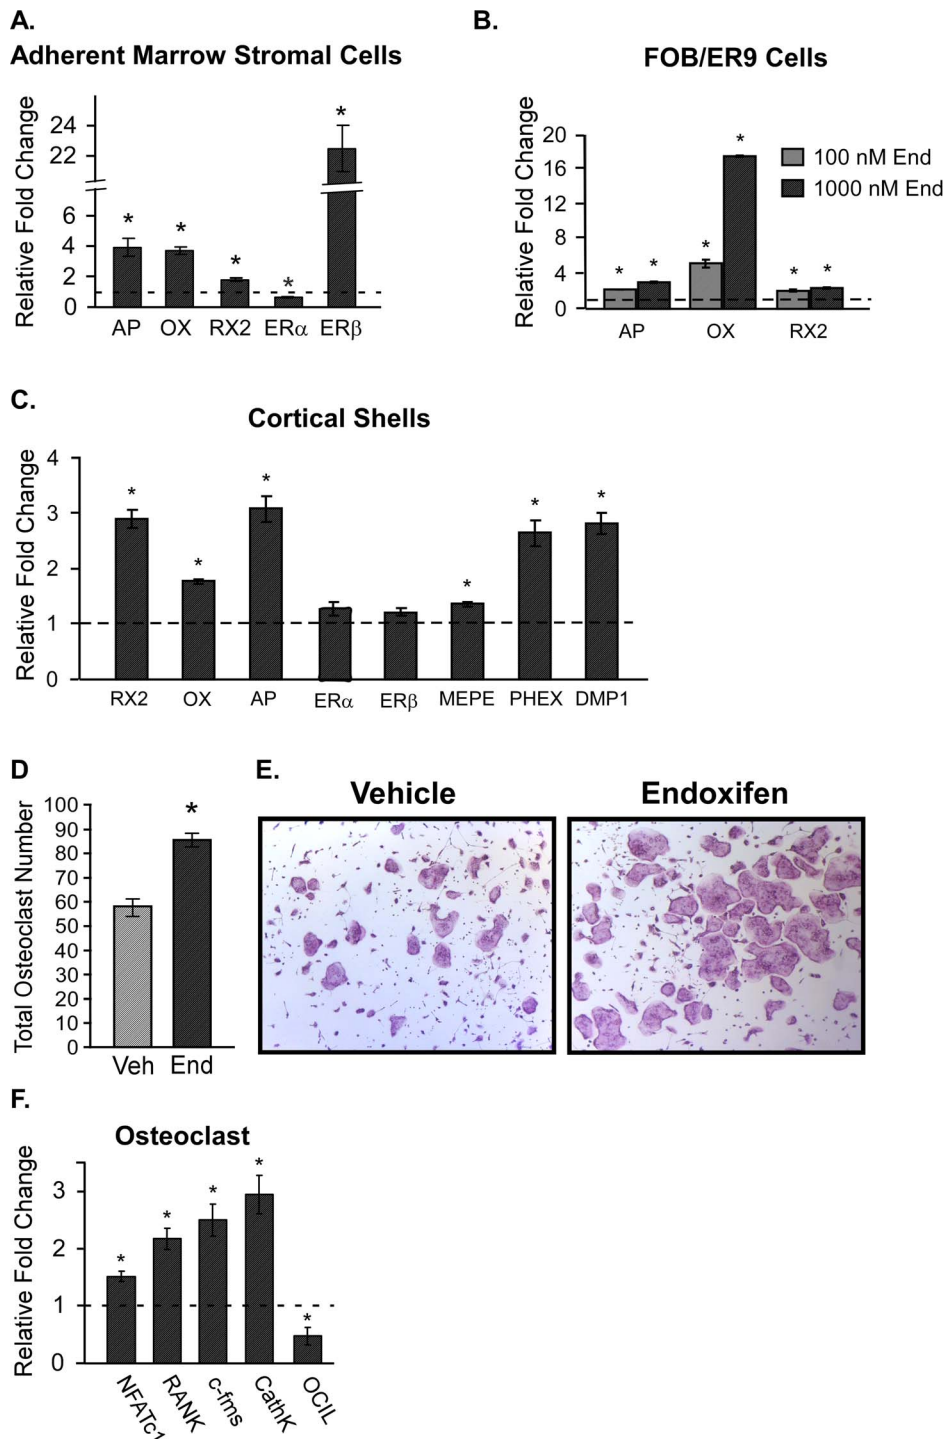 A.
Adherent Marrow Stromal Cells
Relative Fold Change
24
22
6
4
2
0
* * * * *
AP OX RX2 ERα ERβ
B.
FOB/ER9 Cells
Relative Fold Change
20
16
12
8
4
0
* * * * * *
100 nM End
1000 nM End
AP OX RX2
C.
Cortical Shells
Relative Fold Change
4
3
2
1
0
* * * * * *
RX2 OX AP ERα ERβ MEPE PHEX DMP1
D
Total Osteoclast Number
100
90
80
70
60
50
40
30
20
10
0
*
Veh End
E.
Vehicle Endoxifen
F.
Osteoclast
Relative Fold Change
3
2
1
0
* * * * *
NFATc1
RANK
c-fms
CathK
OCIL